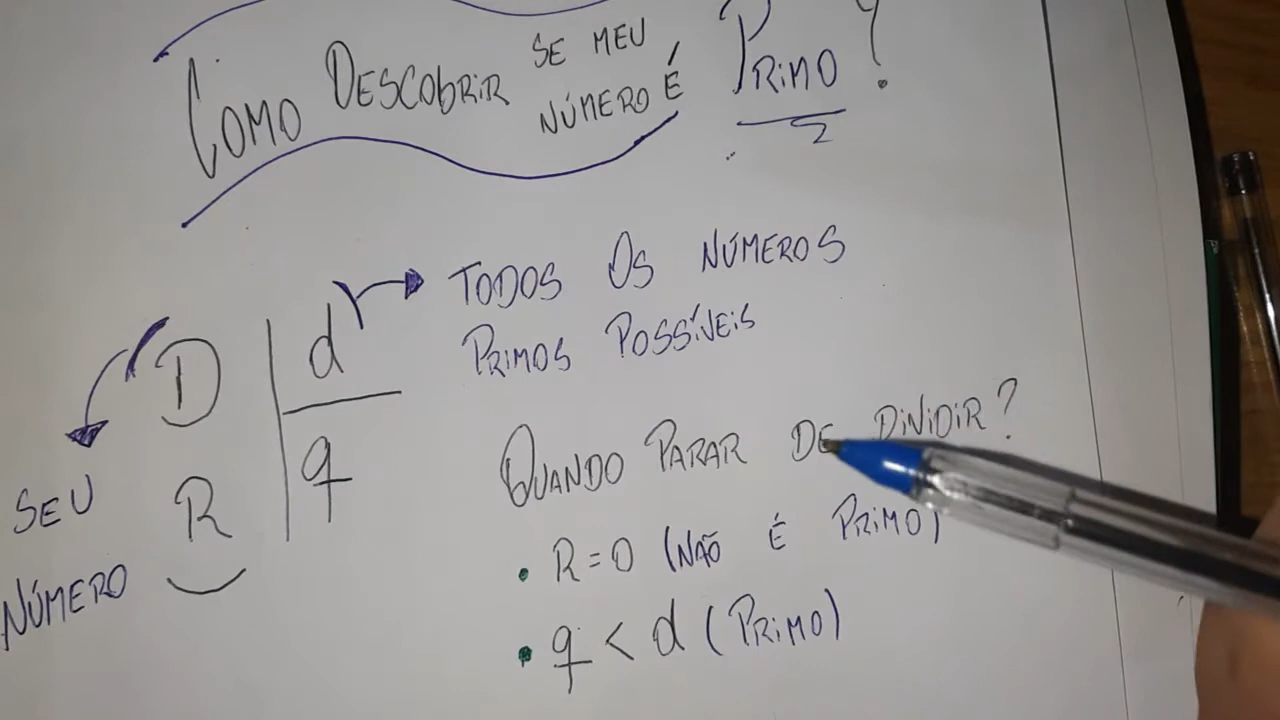 COMO DESCOBRIR SE MEU
NÚMERO É PRIMO?
D d
R q
SEU
NÚMERO
TODOS OS NÚMEROS
PRIMOS POSSÍVEIS
QUANDO PARAR DE DIVIDIR?
• R=0 (NÃO É PRIMO)
• q < d (PRIMO)